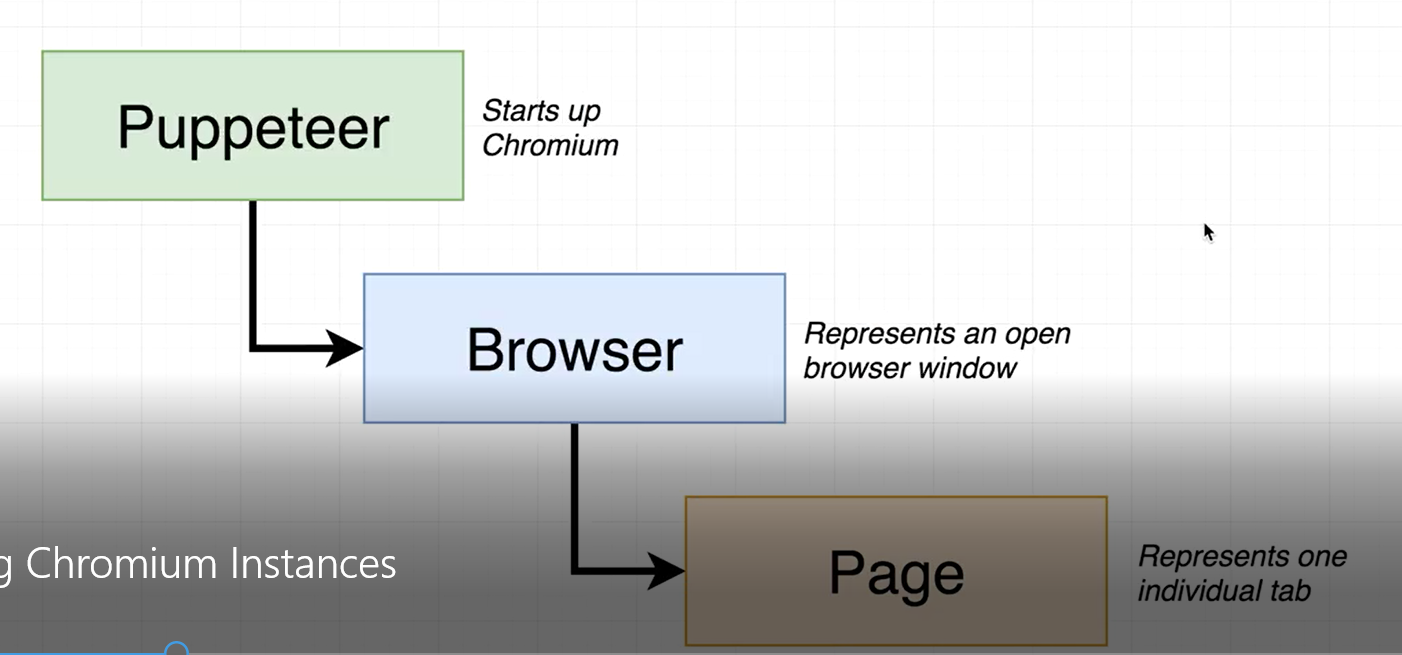 Puppeteer
Starts up
Chromium
Browser
Represents an open
browser window
g Chromium Instances
Page
Represents one
individual tab